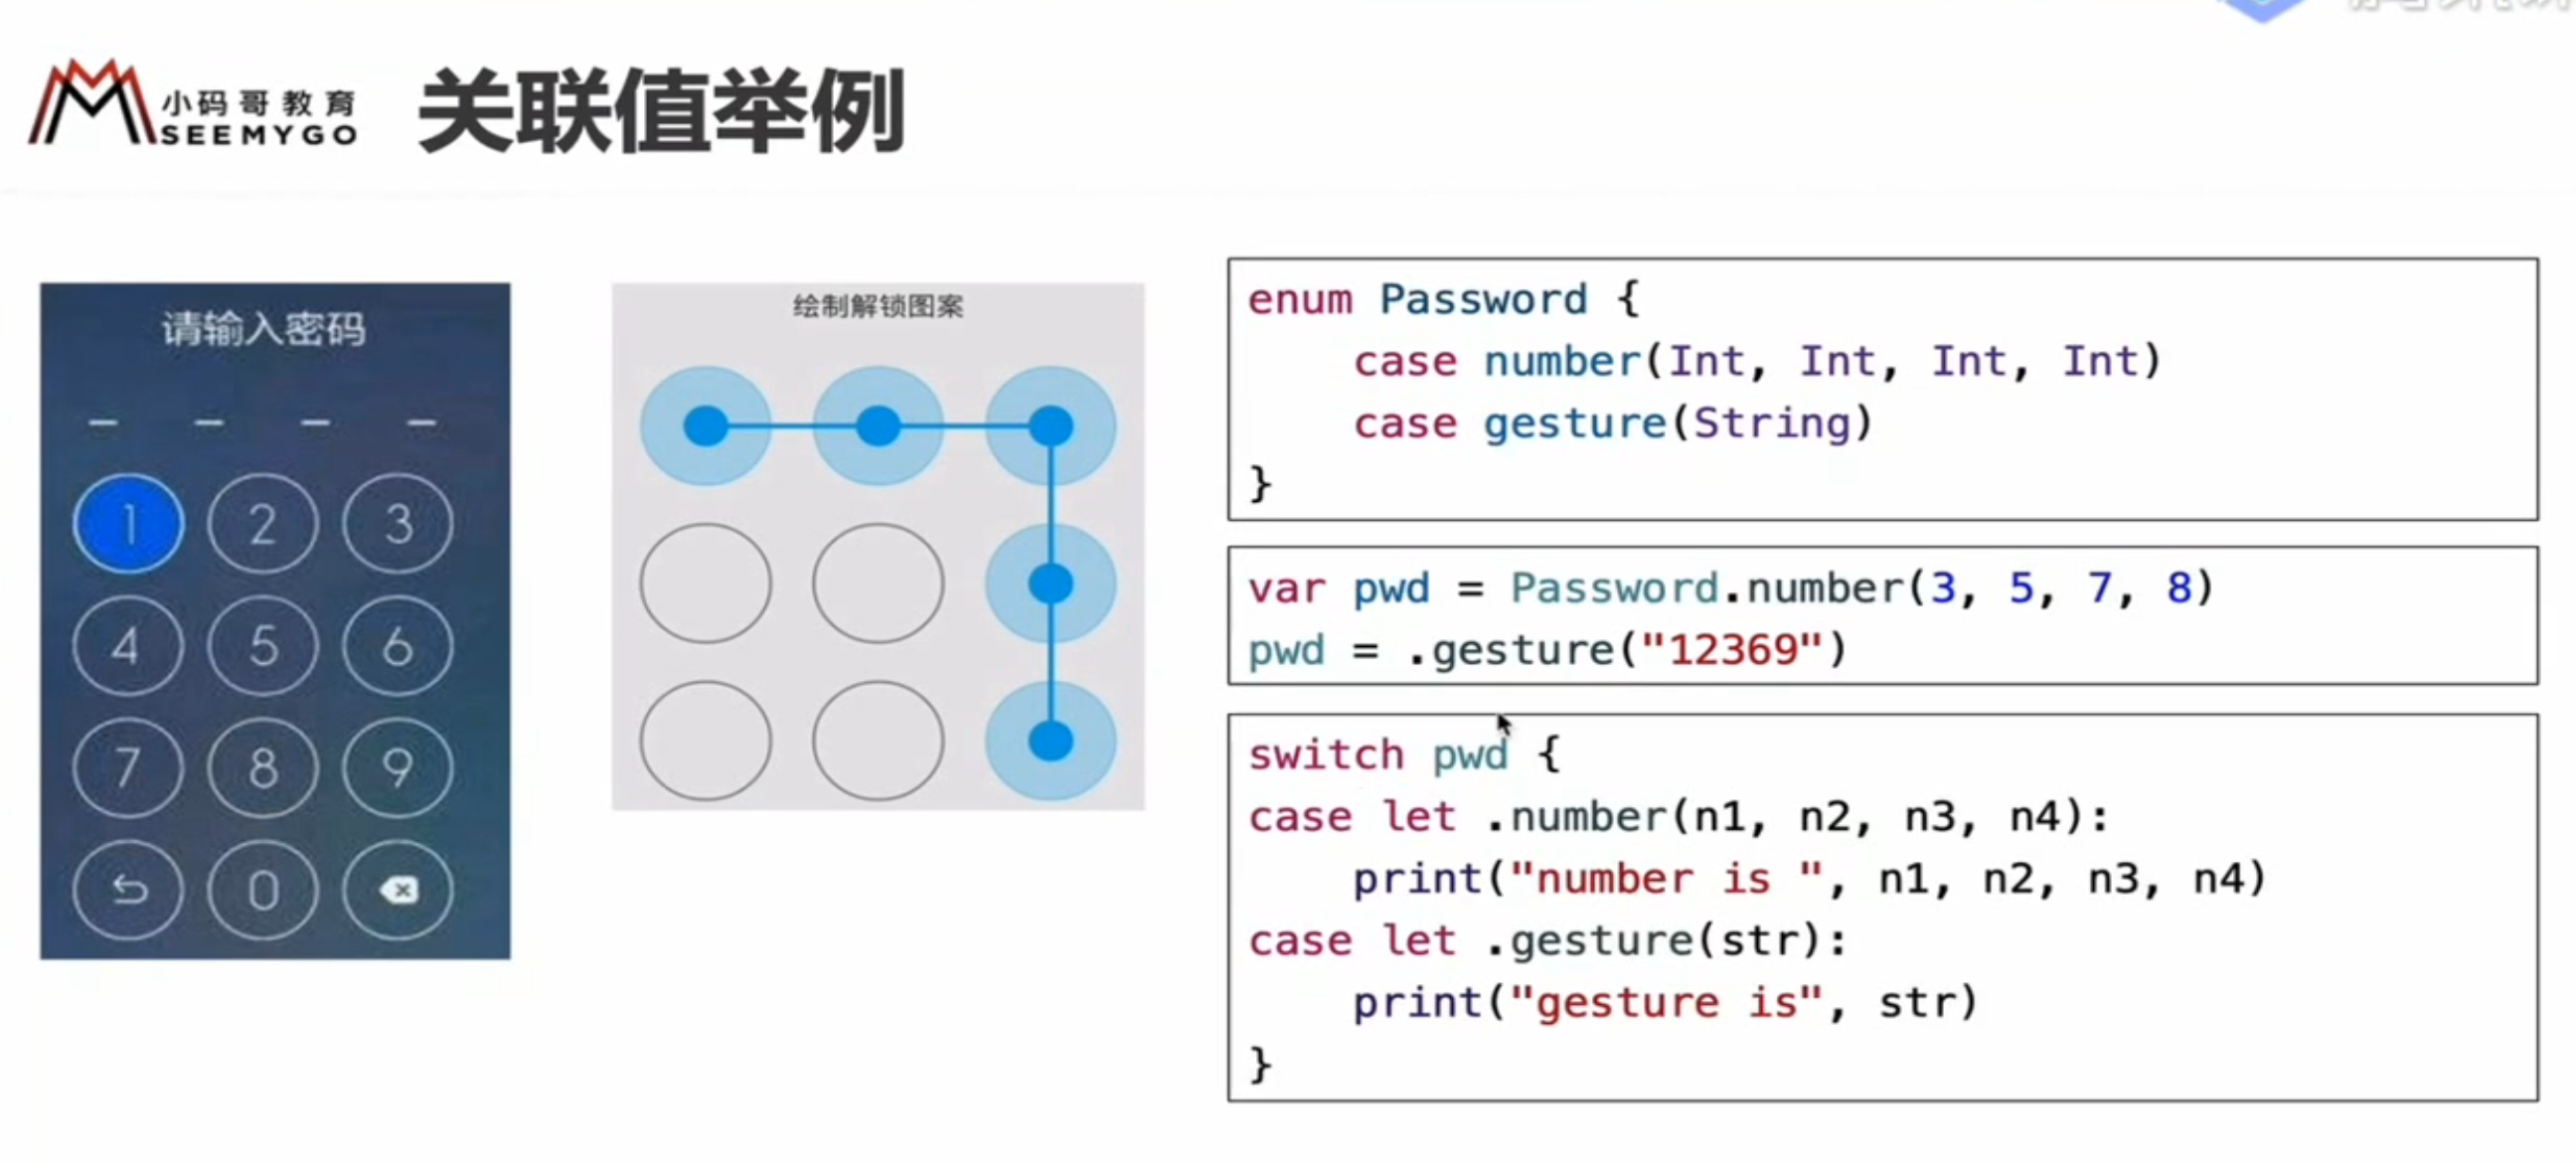 小码哥教育
SEEMYGO
关联值举例
请输入密码
1 2 3
4 5 6
7 8 9
0
绘制解锁图案
enum Password {
    case number(Int, Int, Int, Int)
    case gesture(String)
}
var pwd = Password.number(3, 5, 7, 8)
pwd = .gesture("12369")
switch pwd {
case let .number(n1, n2, n3, n4):
    print("number is ", n1, n2, n3, n4)
case let .gesture(str):
    print("gesture is", str)
}